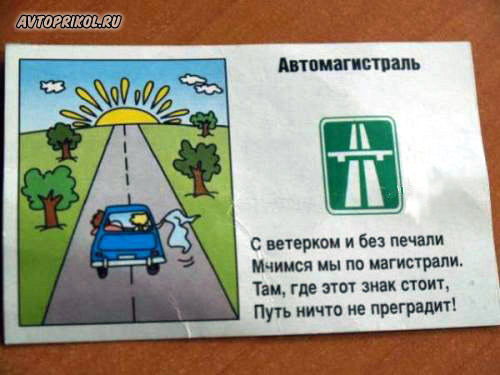 AVTOPRIKOL.RU
Автомагистраль
С ветерком и без печали
Мчимся мы по магистрали.
Там, где этот знак стоит,
Путь ничто не преградит!